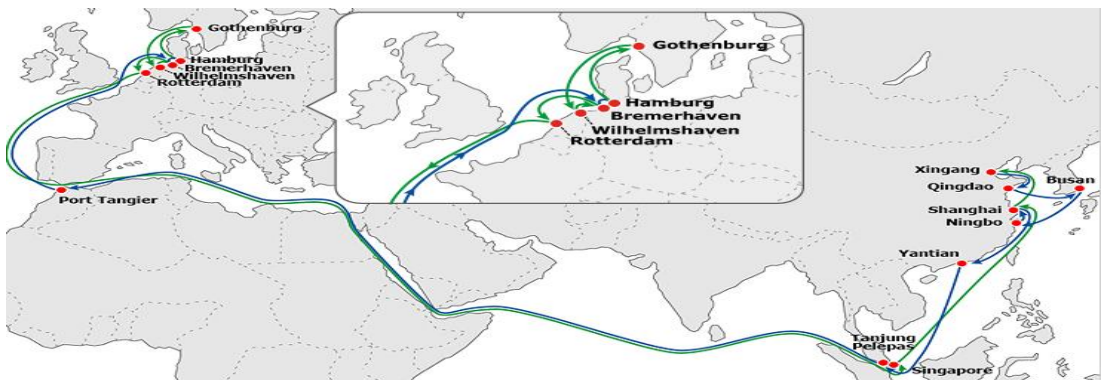 Gothenburg
Hamburg
Bremerhaven
Wilhelmshaven
Rotterdam
Port Tangier
Gothenburg
Hamburg
Bremerhaven
Wilhelmshaven
Rotterdam
Xingang
Qingdao
Busan
Shanghai
Ningbo
Yantian
Tanjung
Pelepas
Singapore